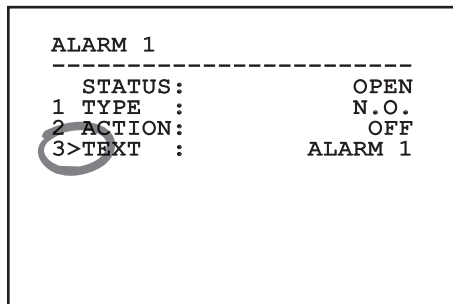 ALARM 1
------------------------
STATUS: OPEN
1 TYPE : N.O.
2 ACTION: OFF
3>TEXT : ALARM 1